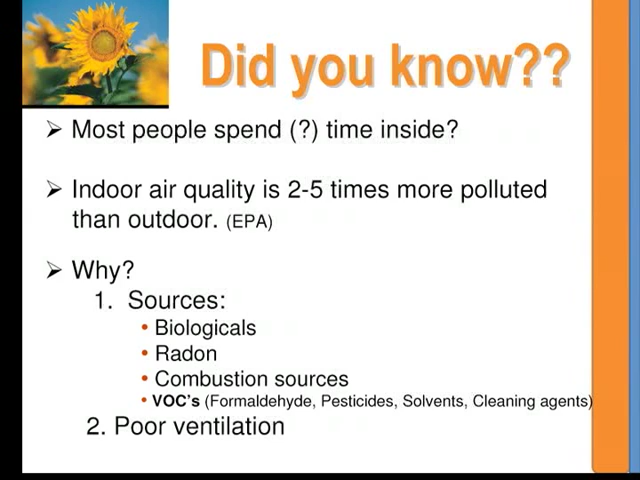 Did you know??
➢ Most people spend (?) time inside?
➢ Indoor air quality is 2-5 times more polluted
than outdoor. (EPA)
➢ Why?
1. Sources:
• Biologicals
• Radon
• Combustion sources
• VOC's (Formaldehyde, Pesticides, Solvents, Cleaning agents)
2. Poor ventilation